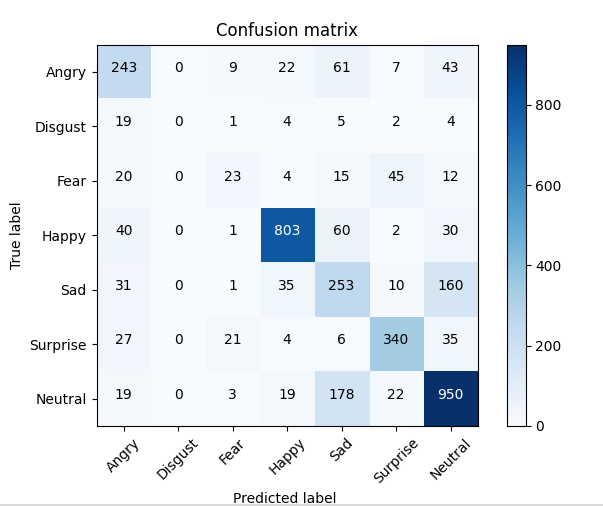 Confusion matrix
Angry 243 0 9 22 61 7 43
Disgust 19 0 1 4 5 2 4
Fear 20 0 23 4 15 45 12
Happy 40 0 1 803 60 2 30
Sad 31 0 1 35 253 10 160
Surprise 27 0 21 4 6 340 35
Neutral 19 0 3 19 178 22 950
Angry Disgust Fear Happy Sad Surprise Neutral
True label
Predicted label
800
600
400
200
0